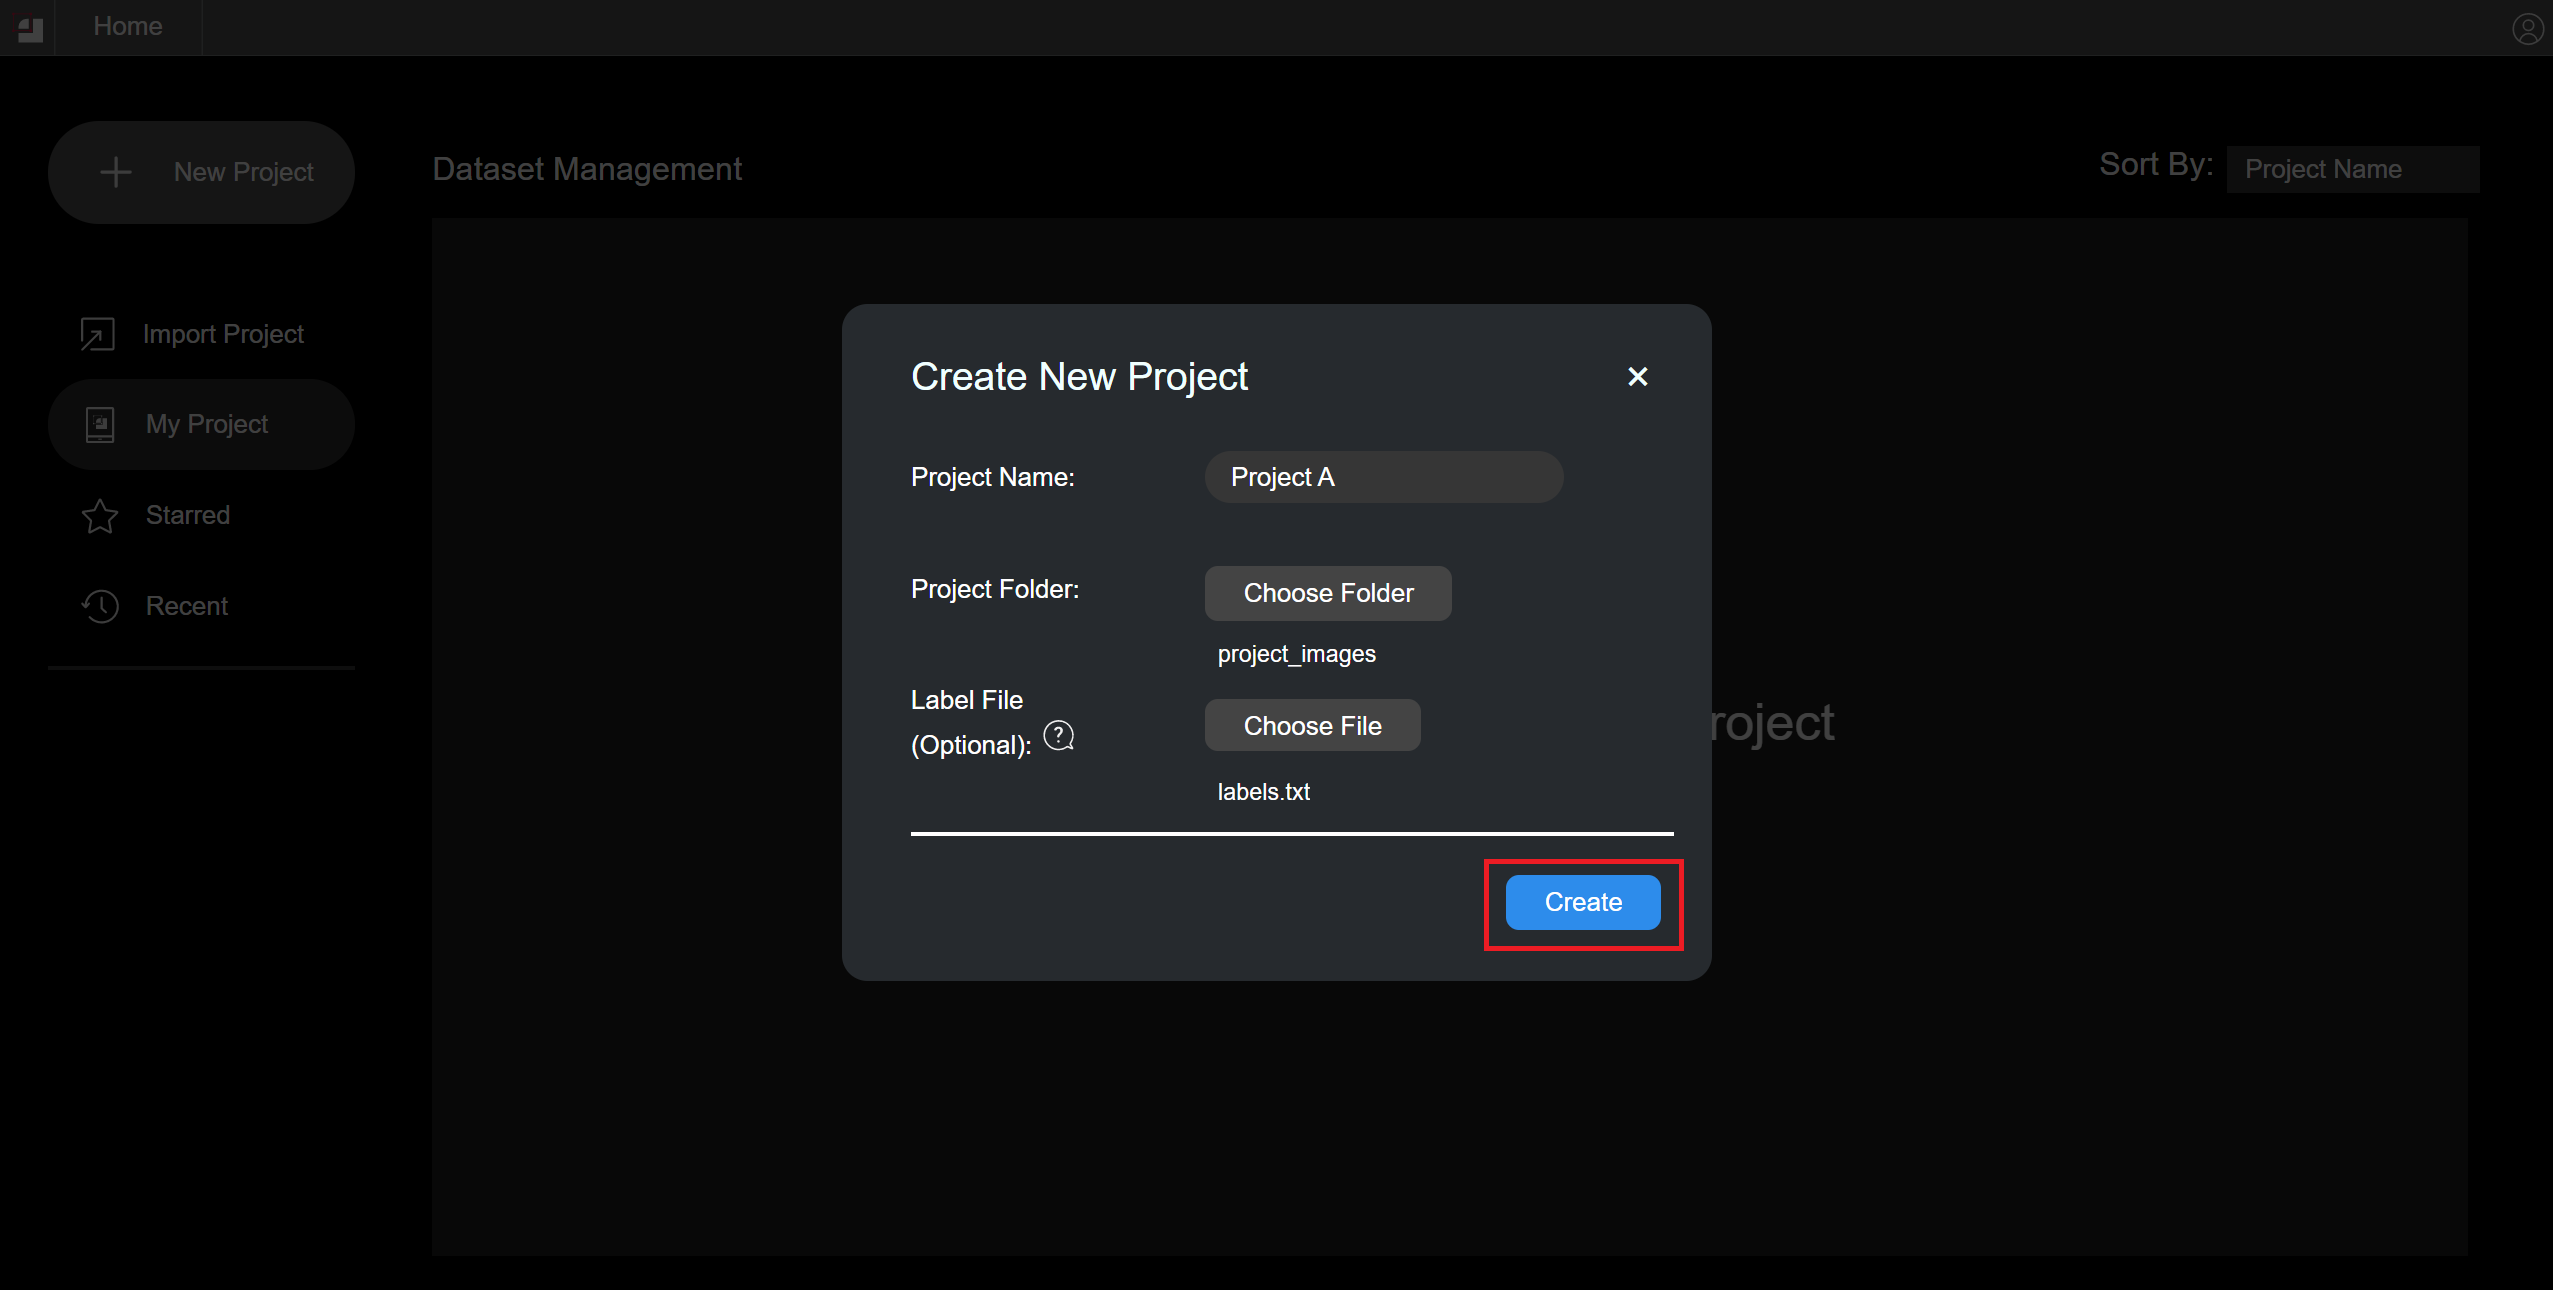 Home
New Project
Dataset Management
Sort By:
Project Name
Import Project
My Project
Starred
Recent
Create New Project
Project Name:
Project A
Project Folder:
Choose Folder
project_images
Label File
(Optional):
?
Choose File
labels.txt
Create
roject